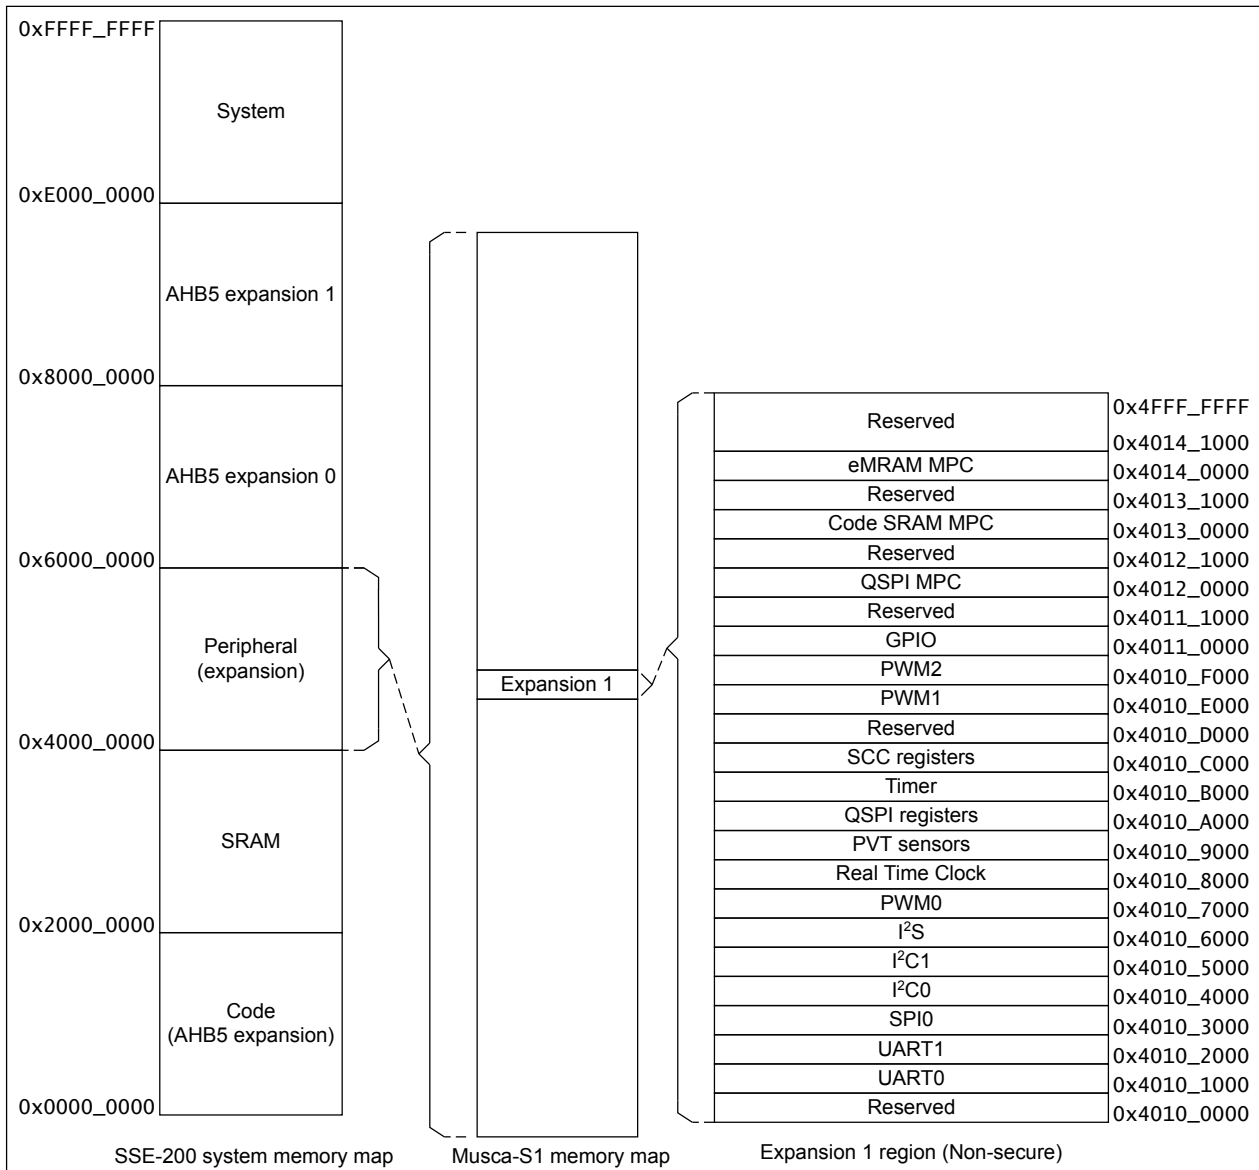 0xFFFF_FFFF
System
0xE000_0000
AHB5 expansion 1
0x8000_0000
AHB5 expansion 0
0x6000_0000
Peripheral
(expansion)
0x4000_0000
SRAM
0x2000_0000
Code
(AHB5 expansion)
0x0000_0000
SSE-200 system memory map
Expansion 1
Musca-S1 memory map
0x4FFF_FFFF
Reserved
0x4014_1000
eMRAM MPC
0x4014_0000
Reserved
0x4013_1000
Code SRAM MPC
0x4013_0000
Reserved
0x4012_1000
QSPI MPC
0x4012_0000
Reserved
0x4011_1000
GPIO
0x4011_0000
PWM2
0x4010_F000
PWM1
0x4010_E000
Reserved
0x4010_D000
SCC registers
0x4010_C000
Timer
0x4010_B000
QSPI registers
0x4010_A000
PVT sensors
0x4010_9000
Real Time Clock
0x4010_8000
PWM0
0x4010_7000
I²S
0x4010_6000
I²C1
0x4010_5000
I²C0
0x4010_4000
SPI0
0x4010_3000
UART1
0x4010_2000
UART0
0x4010_1000
Reserved
0x4010_0000
Expansion 1 region (Non-secure)